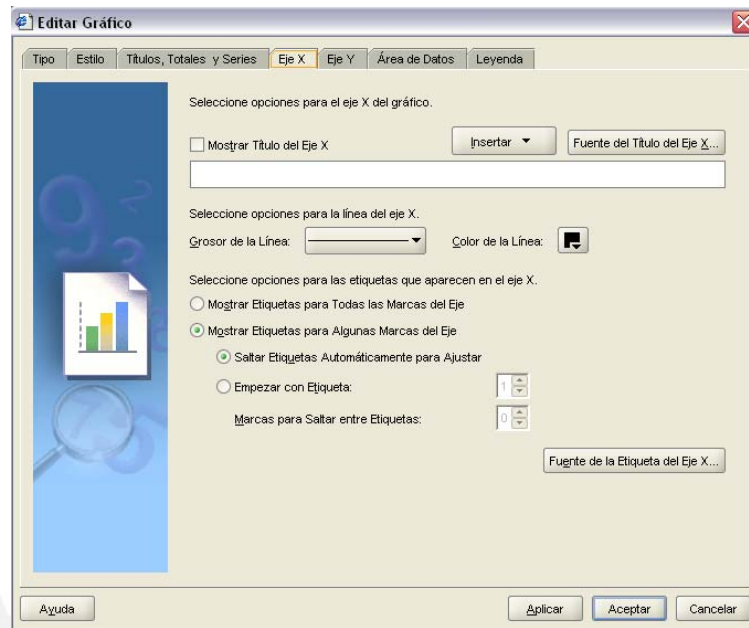 Editar Gráfico
Tipo Estilo Títulos, Totales y Series Eje X Eje Y Área de Datos Leyenda
Seleccione opciones para el eje X del gráfico.
Mostrar Título del Eje X Insertar Fuente del Título del Eje X...
Seleccione opciones para la línea del eje X.
Grosor de la Línea: Color de la Línea:
Seleccione opciones para las etiquetas que aparecen en el eje X.
Mostrar Etiquetas para Todas las Marcas del Eje
Mostrar Etiquetas para Algunas Marcas del Eje
Saltar Etiquetas Automáticamente para Ajustar
Empezar con Etiqueta: 1
Marcas para Saltar entre Etiquetas: 0
Fuente de la Etiqueta del Eje X...
Ayuda Aplicar Aceptar Cancelar